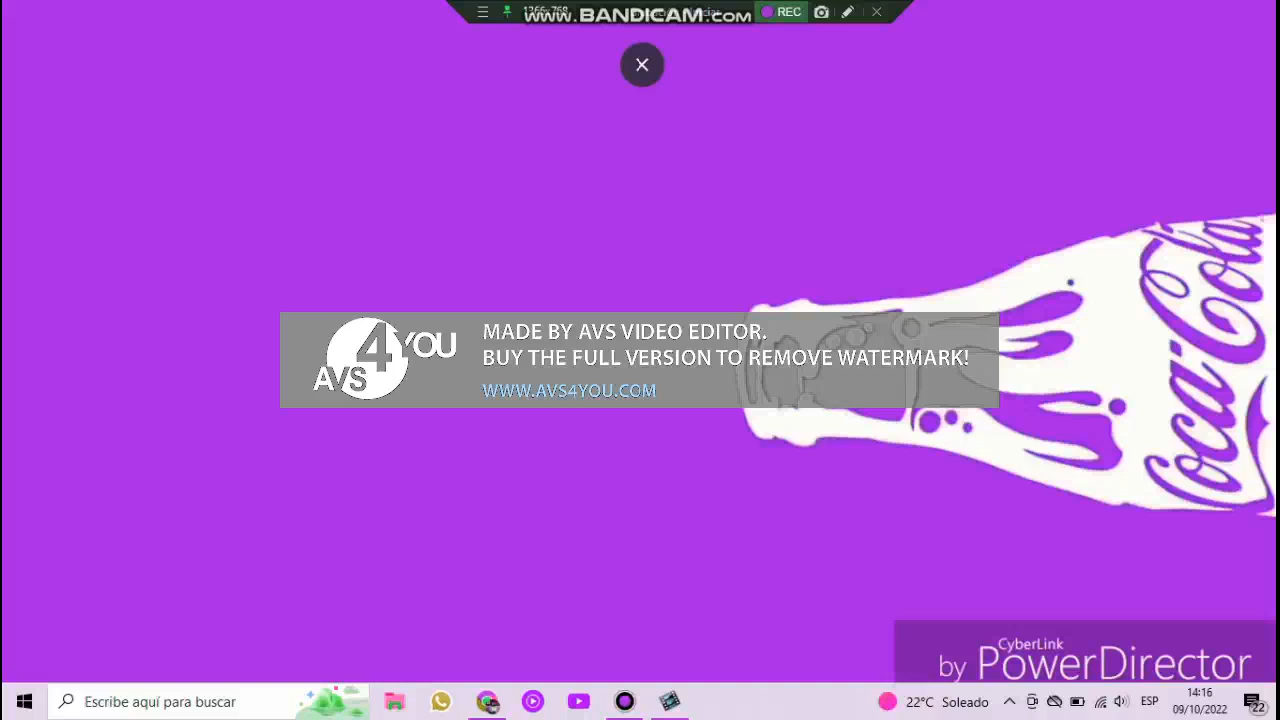 WWW.BANDICAM.COM
REC
AVS4YOU
MADE BY AVS VIDEO EDITOR.
BUY THE FULL VERSION TO REMOVE WATERMARK!
WWW.AVS4YOU.COM
Coca-Cola
CyberLink
by PowerDirector
Escribe aquí para buscar
22°C Soleado
ESP
14:16
09/10/2022
22